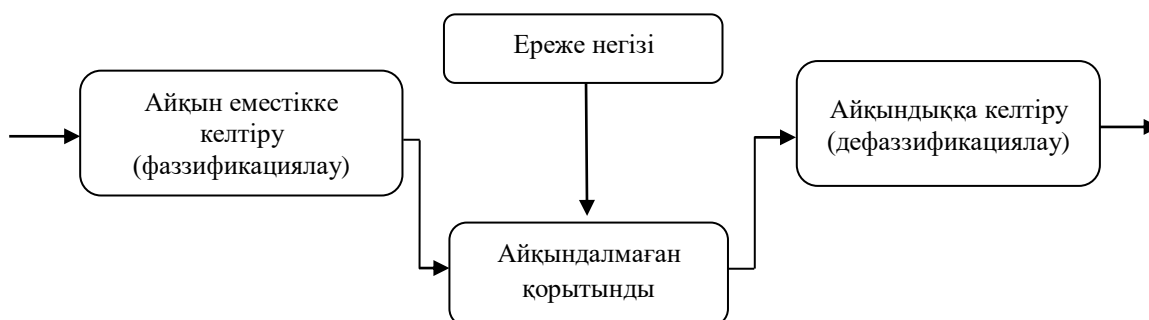 Ереже негізі
Айқын еместікке
келтіру
(фаззификациялау)
Айқындыққа келтіру
(дефаззификациялау)
Айқындалмаған
қорытынды